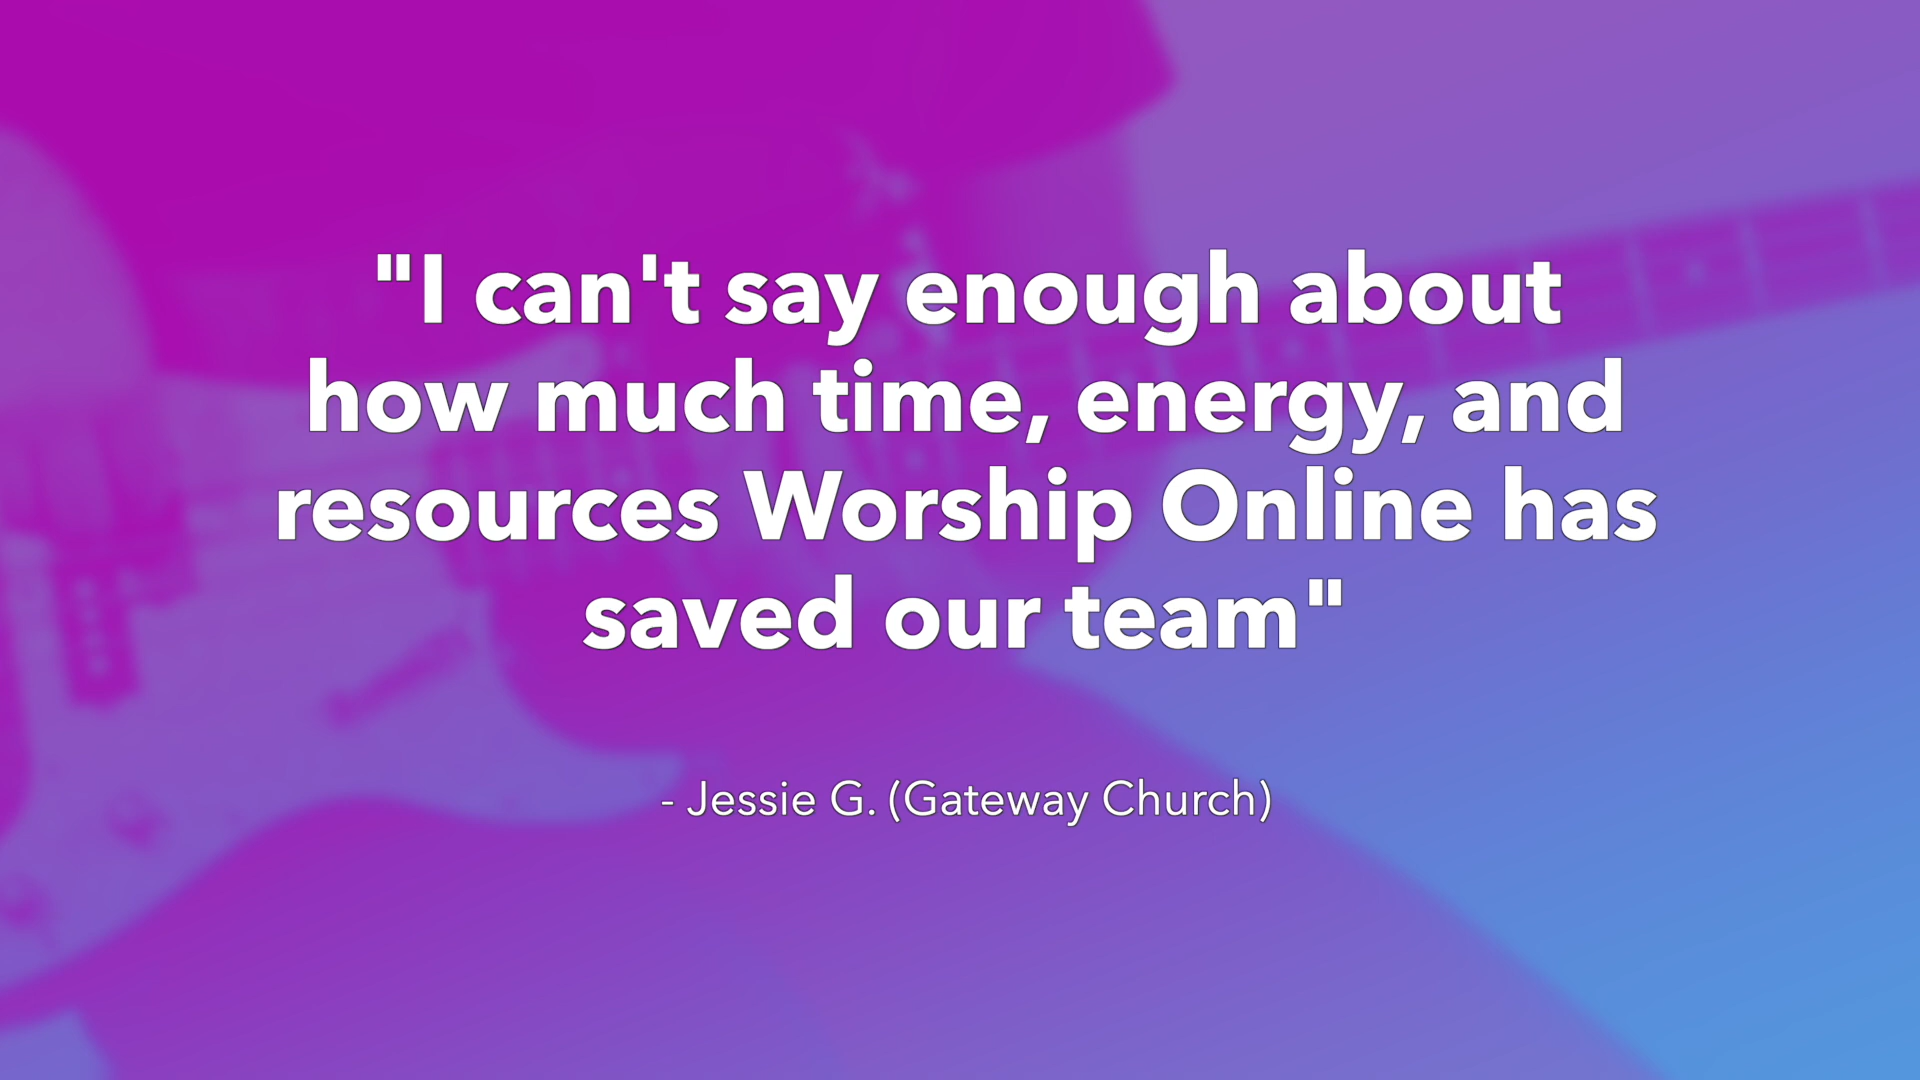 "I can't say enough about
how much time, energy, and
resources Worship Online has
saved our team"
- Jessie G. (Gateway Church)